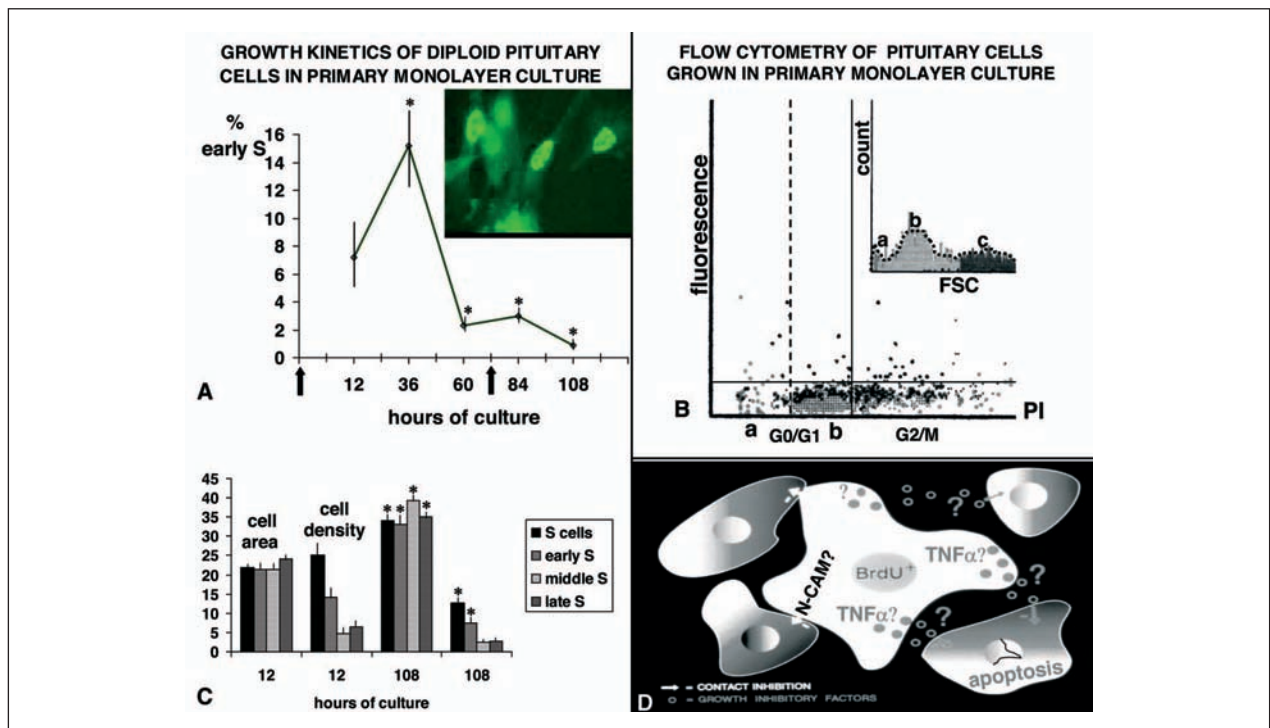 GROWTH KINETICS OF DIPLOID PITUITARY
CELLS IN PRIMARY MONOLAYER CULTURE
%
early S
*
16
14
12
10
8
6
4
2
0
*
*
*
12 36 60 84 108
A
hours of culture
FLOW CYTOMETRY OF PITUITARY CELLS
GROWN IN PRIMARY MONOLAYER CULTURE
fluorescence
count
a b c
FSC
B
PI
a G0/G1 b G2/M
45
40
35
30
25
20
15
10
5
0
cell
area
cell
density
* * * *
* *
S cells
early S
middle S
late S
12 12 108 108
C
hours of culture
? ?
?
N-CAM?
BrdU+
TNFα?
?
TNFα?
?
apoptosis
→ - CONTACT INHIBITION
○ - GROWTH INHIBITORY FACTORS
D